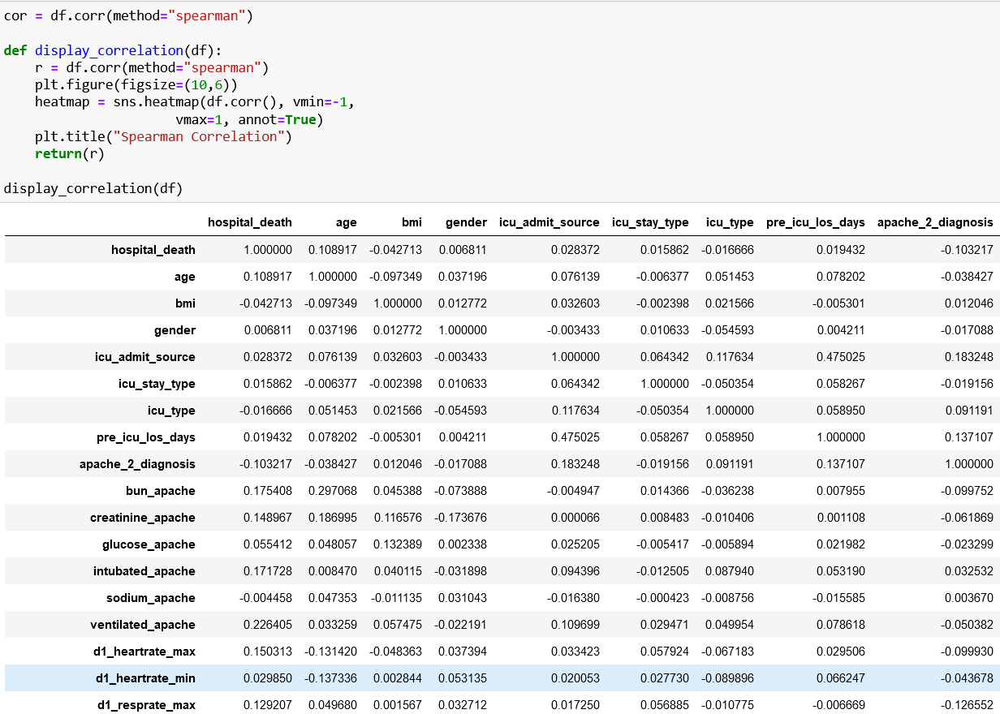 cor = df.corr(method="spearman")
def display_correlation(df):
r = df.corr(method="spearman")
plt.figure(figsize=(10,6))
heatmap = sns.heatmap(df.corr(), vmin=-1,
vmax=1, annot=True)
plt.title("Spearman Correlation")
return(r)
display_correlation(df)
hospital_death age bmi gender icu_admit_source icu_stay_type icu_type pre_icu_los_days apache_2_diagnosis
hospital_death 1.000000 0.108917 -0.042713 0.006811 0.028372 0.015862 -0.016666 0.019432 -0.103217
age 0.108917 1.000000 -0.097349 0.037196 0.076139 -0.006377 0.051453 0.078202 -0.038427
bmi -0.042713 -0.097349 1.000000 0.012772 0.032603 -0.002398 0.021566 -0.005301 0.012046
gender 0.006811 0.037196 0.012772 1.000000 -0.003433 0.010633 -0.054593 0.004211 -0.017088
icu_admit_source 0.028372 0.076139 0.032603 -0.003433 1.000000 0.064342 0.117634 0.475025 0.183248
icu_stay_type 0.015862 -0.006377 -0.002398 0.010633 0.064342 1.000000 -0.050354 0.058267 -0.019156
icu_type -0.016666 0.051453 0.021566 -0.054593 0.117634 -0.050354 1.000000 0.058950 0.091191
pre_icu_los_days 0.019432 0.078202 -0.005301 0.004211 0.475025 0.058267 0.058950 1.000000 0.137107
apache_2_diagnosis -0.103217 -0.038427 0.012046 -0.017088 0.183248 -0.019156 0.091191 0.137107 1.000000
bun_apache 0.175408 0.297068 0.045388 -0.073888 -0.004947 0.014366 -0.036238 0.007955 -0.099752
creatinine_apache 0.148967 0.186995 0.116576 -0.173676 0.000066 0.008483 -0.010406 0.001108 -0.061869
glucose_apache 0.055412 0.048057 0.132389 0.002338 0.025205 -0.005417 -0.005894 0.021982 -0.023299
intubated_apache 0.171728 0.008470 0.040115 -0.031898 0.094396 -0.012505 0.087940 0.053190 0.032532
sodium_apache -0.004458 0.047353 -0.011135 0.031043 -0.016380 -0.000423 -0.008756 -0.015585 0.003670
ventilated_apache 0.226405 0.033259 0.057475 -0.022191 0.109699 0.029471 0.049954 0.078618 -0.050382
d1_heartrate_max 0.150313 -0.131420 -0.048363 0.037394 0.033423 0.057924 -0.067183 0.029506 -0.099930
d1_heartrate_min 0.029850 -0.137336 0.002844 0.053135 0.020053 0.027730 -0.089896 0.066247 -0.043678
d1_resprate_max 0.129207 0.049680 0.001567 0.032712 0.017250 0.056885 -0.010775 -0.006669 -0.126552